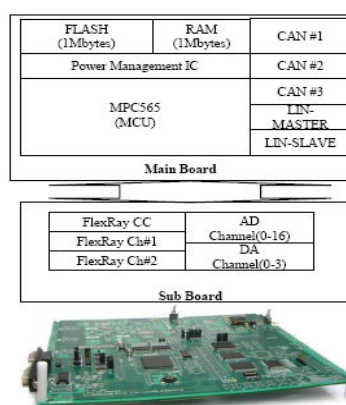 FLASH
(1Mbytes)
RAM
(1Mbytes)
CAN #1
Power Management IC
CAN #2
MPC565
(MCU)
CAN #3
LIN-
MASTER
LIN-SLAVE
Main Board
FlexRay CC
FlexRay Ch#1
FlexRay Ch#2
AD
Channel(0-16)
DA
Channel(0-3)
Sub Board